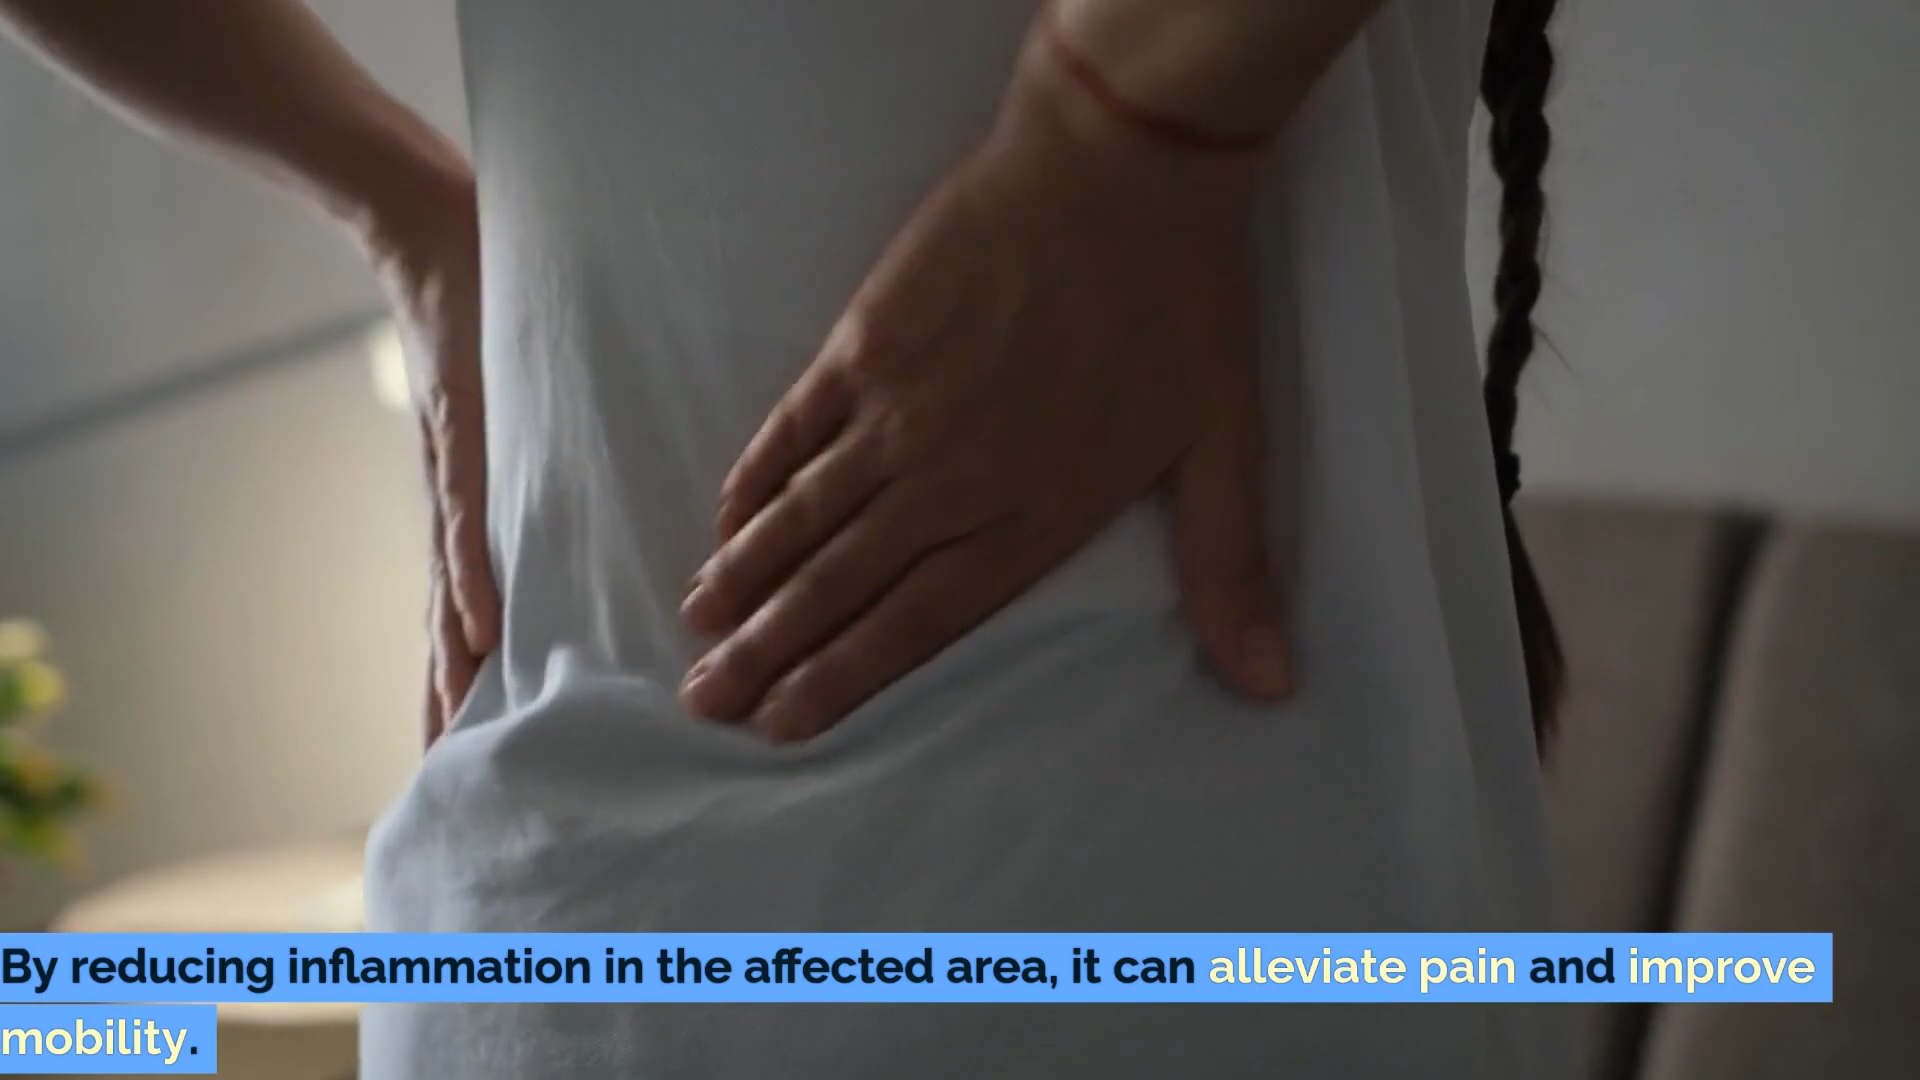 By reducing inflammation in the affected area, it can alleviate pain and improve
mobility.